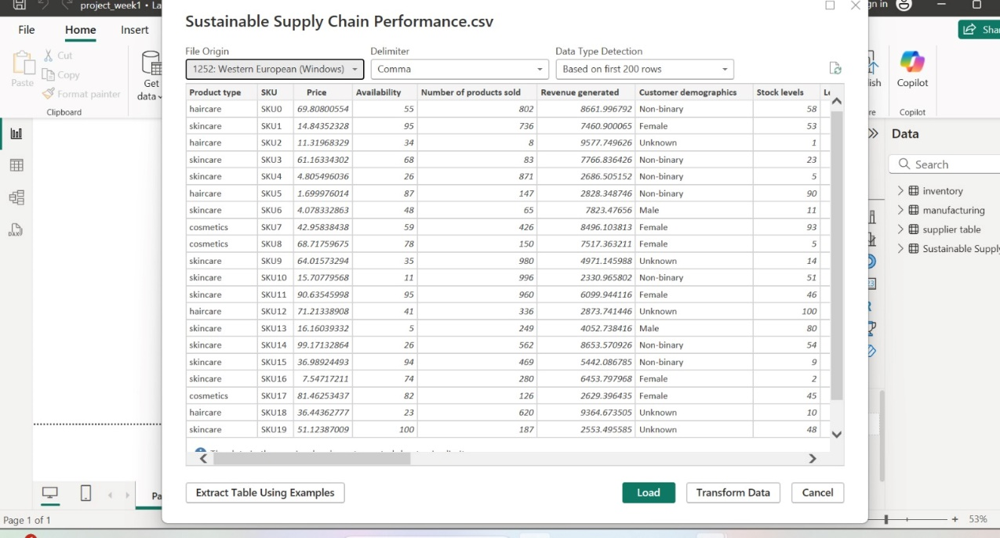 project_week1 • La
gn in
File Home Insert
Sha
Paste
Cut
Copy
Format painter
Clipboard
Get
data
ish
Copilot
re
Copilot
Sustainable Supply Chain Performance.csv
File Origin Delimiter Data Type Detection
1252: Western European (Windows) Comma Based on first 200 rows
Product type SKU Price Availability Number of products sold Revenue generated Customer demographics Stock levels Le
haircare SKU0 69.80800554 55 802 8661.996792 Non-binary 58
skincare SKU1 14.84352328 95 736 7460.900065 Female 53
haircare SKU2 11.31968329 34 8 9577.749626 Unknown 1
skincare SKU3 61.16334302 68 83 7766.836426 Non-binary 23
skincare SKU4 4.805496036 26 871 2686.505152 Non-binary 5
haircare SKU5 1.699976014 87 147 2828.348746 Non-binary 90
skincare SKU6 4.078332863 48 65 7823.47656 Male 11
cosmetics SKU7 42.95838438 59 426 8496.103813 Female 93
cosmetics SKU8 68.71759675 78 150 7517.363211 Female 5
skincare SKU9 64.01573294 35 980 4971.145988 Unknown 14
skincare SKU10 15.70779568 11 996 2330.965802 Non-binary 51
skincare SKU11 90.63545998 95 960 6099.944116 Female 46
haircare SKU12 71.21338908 41 336 2873.741446 Unknown 100
skincare SKU13 16.16039332 5 249 4052.738416 Male 80
skincare SKU14 99.17132864 26 562 8653.570926 Non-binary 54
skincare SKU15 36.98924493 94 469 5442.086785 Non-binary 9
skincare SKU16 7.54717211 74 280 6453.797968 Female 2
cosmetics SKU17 81.46253437 82 126 2629.396435 Female 45
haircare SKU18 36.44362777 23 620 9364.673505 Unknown 10
skincare SKU19 51.12387009 100 187 2553.495585 Unknown 48
Extract Table Using Examples Load Transform Data Cancel
Data
Search
inventory
manufacturing
supplier table
Sustainable Supply
DAX
Pa
Page 1 of 1
53%